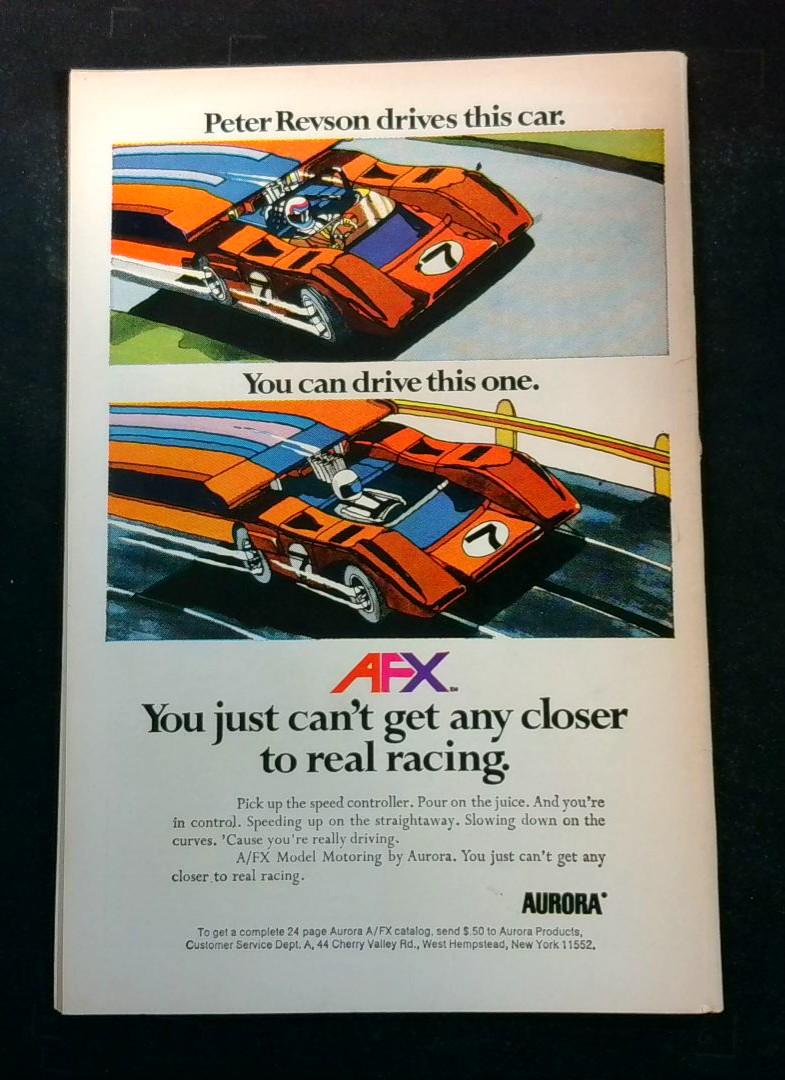 Peter Revson drives this car.
7
7
You can drive this one.
7
7
AFX
TM
You just can't get any closer
to real racing.
Pick up the speed controller. Pour on the juice. And you're
in control. Speeding up on the straightaway. Slowing down on the
curves. 'Cause you're really driving.
A/FX Model Motoring by Aurora. You just can't get any
closer to real racing.
AURORA®
To get a complete 24 page Aurora A/FX catalog, send $.50 to Aurora Products,
Customer Service Dept. A, 44 Cherry Valley Rd., West Hempstead, New York 11552.